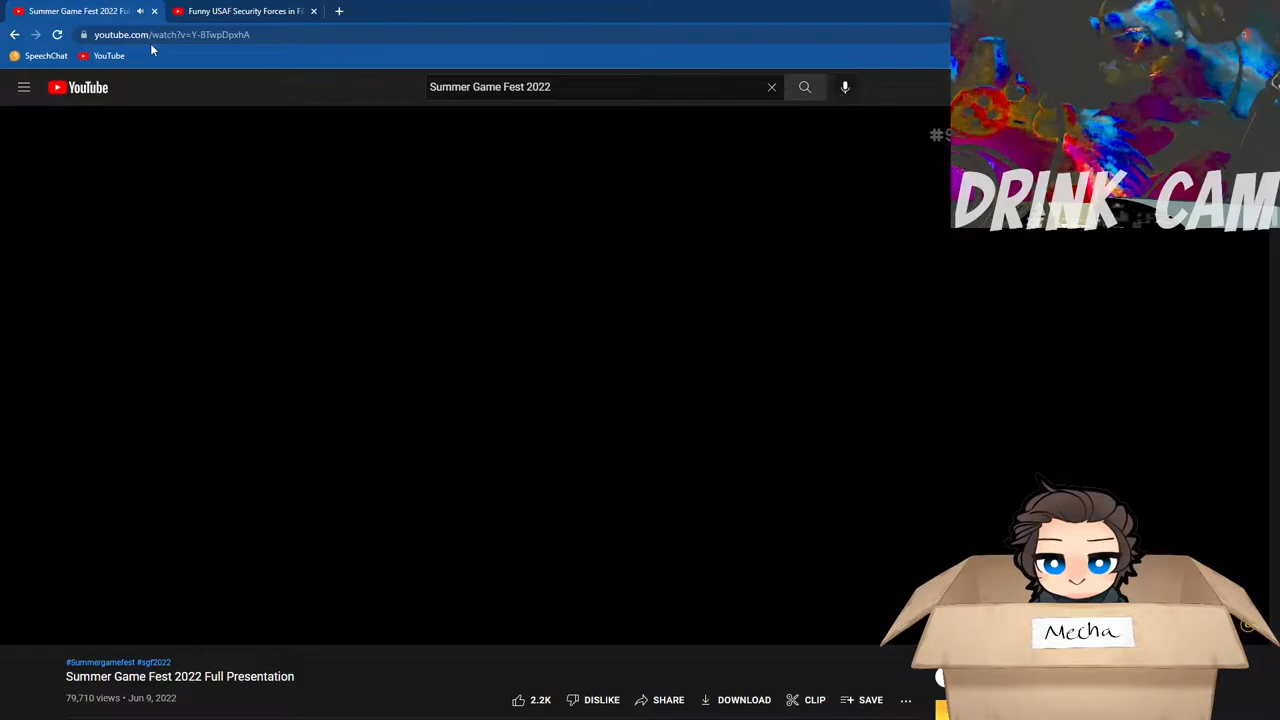 Summer Game Fest 2022 Ful
Funny USAF Security Forces in F
youtube.com/watch?v=Y-BTwpDpxhA
SpeechChat
YouTube
YouTube
Summer Game Fest 2022
DRINK CAM
Mecha
#Summergamefest #sgf2022
Summer Game Fest 2022 Full Presentation
79,710 views • Jun 9, 2022
2.2K
DISLIKE
SHARE
DOWNLOAD
CLIP
SAVE